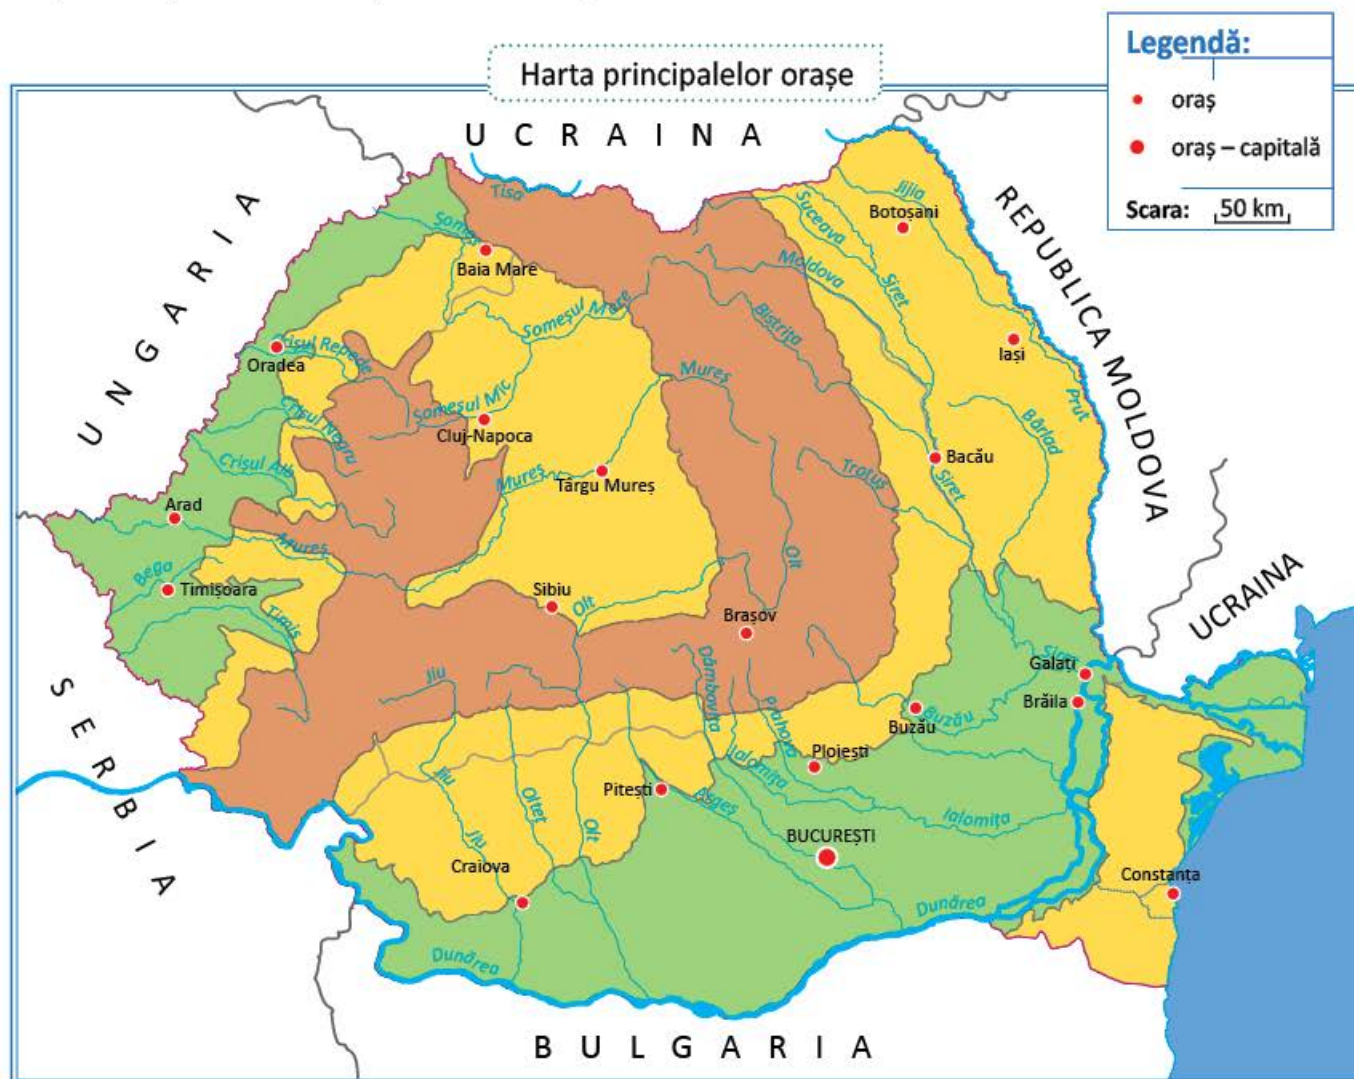 Harta principalelor orașe
Legendă:
oraș
oraș – capitală
Scara: 50 km
UCRAINA
UNGARIA
REPUBLICA MOLDOVA
UCRAINA
SERBIA
BULGARIA
Tisa
Someș
Baia Mare
Suceava
Jijia
Botoșani
Moldova
Siret
Someșul Mare
Bistrița
Iași
Crișul Repede
Oradea
Mureș
Prut
Someșul Mic
Crișul Negru
Cluj-Napoca
Bârlad
Crișul Alb
Mureș
Târgu Mureș
Trotuș
Bacău
Siret
Arad
Mureș
Olt
Bega
Timișoara
Timiș
Sibiu
Olt
Brașov
Jiu
Dâmbovița
Siret
Galați
Prahova
Buzău
Buzău
Brăila
Ploiești
Ialomița
Jiu
Olteț
Olt
Pitești
Argeș
Ialomița
BUCUREȘTI
Jiu
Craiova
Constanța
Dunărea
Dunărea